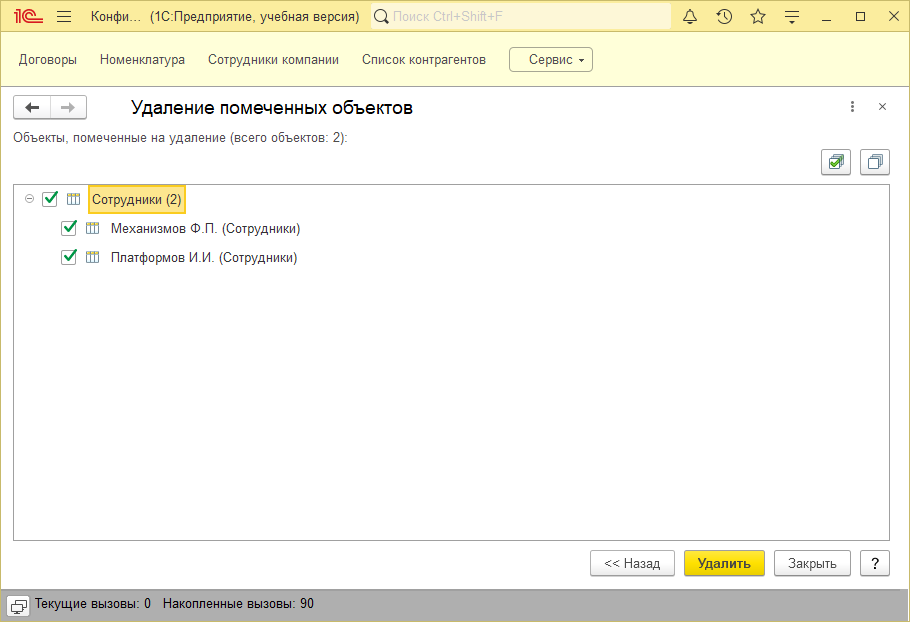 1С Конфи... (1С:Предприятие, учебная версия) Поиск Ctrl+Shift+F
Договоры Номенклатура Сотрудники компании Список контрагентов Сервис
Удаление помеченных объектов
Объекты, помеченные на удаление (всего объектов: 2):
Сотрудники (2)
Механизмов Ф.П. (Сотрудники)
Платформов И.И. (Сотрудники)
<< Назад Удалить Закрыть ?
Текущие вызовы: 0 Накопленные вызовы: 90